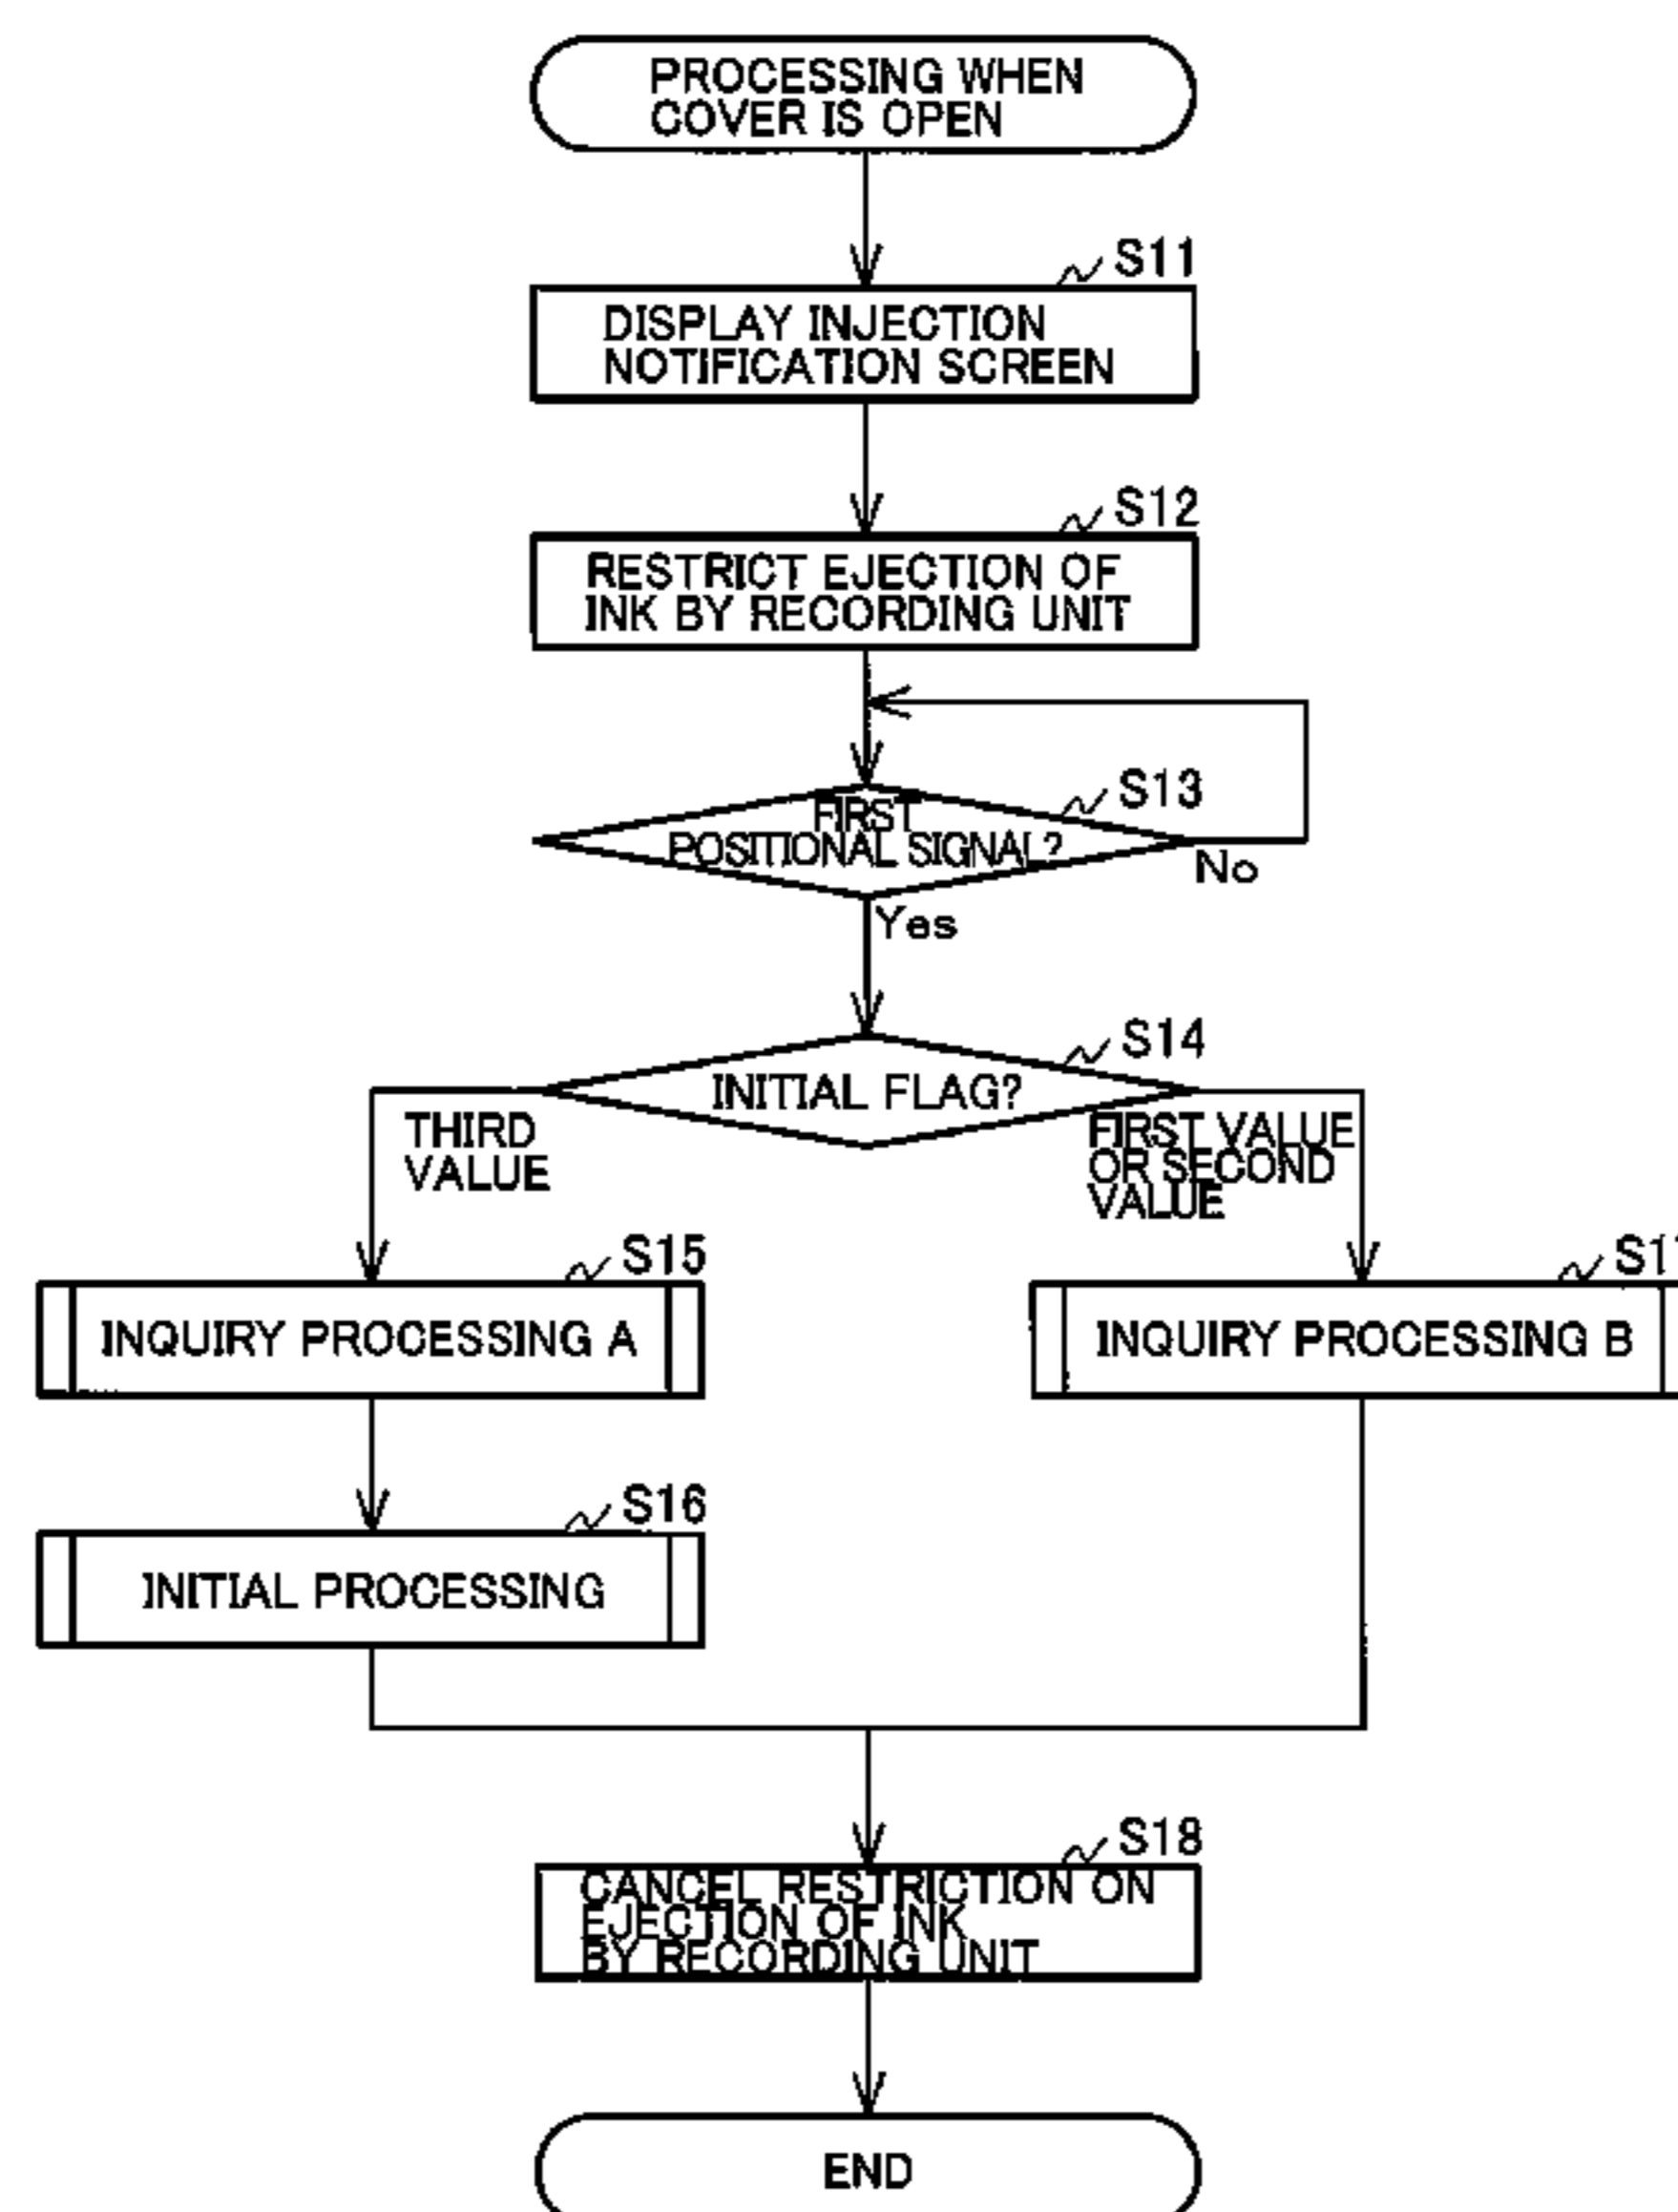 PROCESSING WHEN
COVER IS OPEN
S11
DISPLAY INJECTION
NOTIFICATION SCREEN
S12
RESTRICT EJECTION OF
INK BY RECORDING UNIT
S13
FIRST
POSITIONAL SIGNAL?
No
Yes
S14
INITIAL FLAG?
THIRD
VALUE
FIRST VALUE
OR SECOND
VALUE
S15
INQUIRY PROCESSING A
INQUIRY PROCESSING B
S16
INITIAL PROCESSING
S18
CANCEL RESTRICTION ON
EJECTION OF INK
BY RECORDING UNIT
END